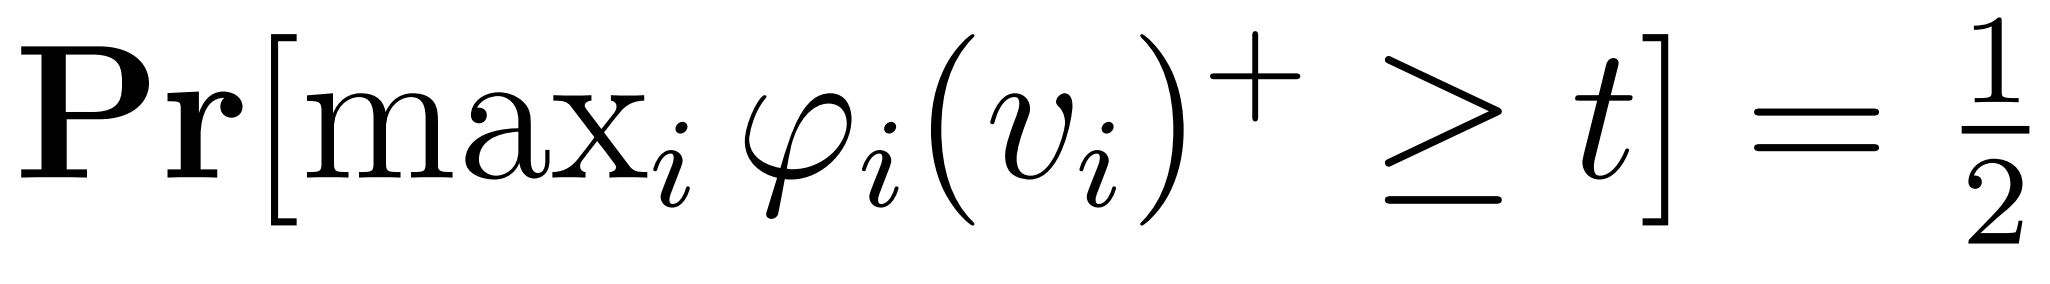 Pr[maxᵢ φᵢ(vᵢ)⁺ ≥ t] = 1/2